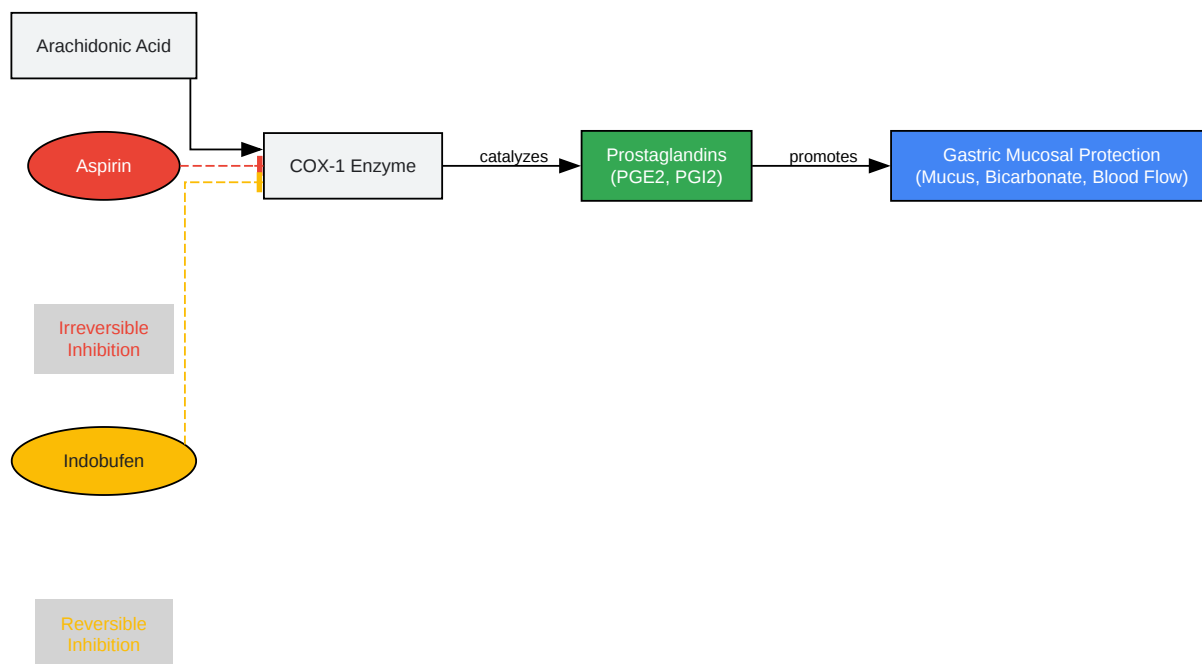 Arachidonic Acid
Aspirin
COX-1 Enzyme
catalyzes
Prostaglandins
(PGE2, PGI2)
promotes
Gastric Mucosal Protection
(Mucus, Bicarbonate, Blood Flow)
Irreversible
Inhibition
Indobufen
Reversible
Inhibition